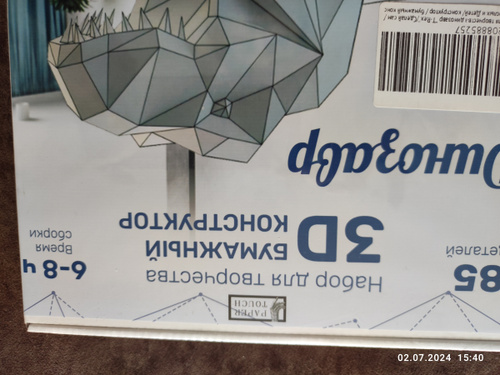 PAPER
TOUCH
Набор для творчества
3D БУМАЖНЫЙ
КОНСТРУКТОР
85
деталей
6-8 ч
Время
сборки
Динозавр
02.07.2024 15:40